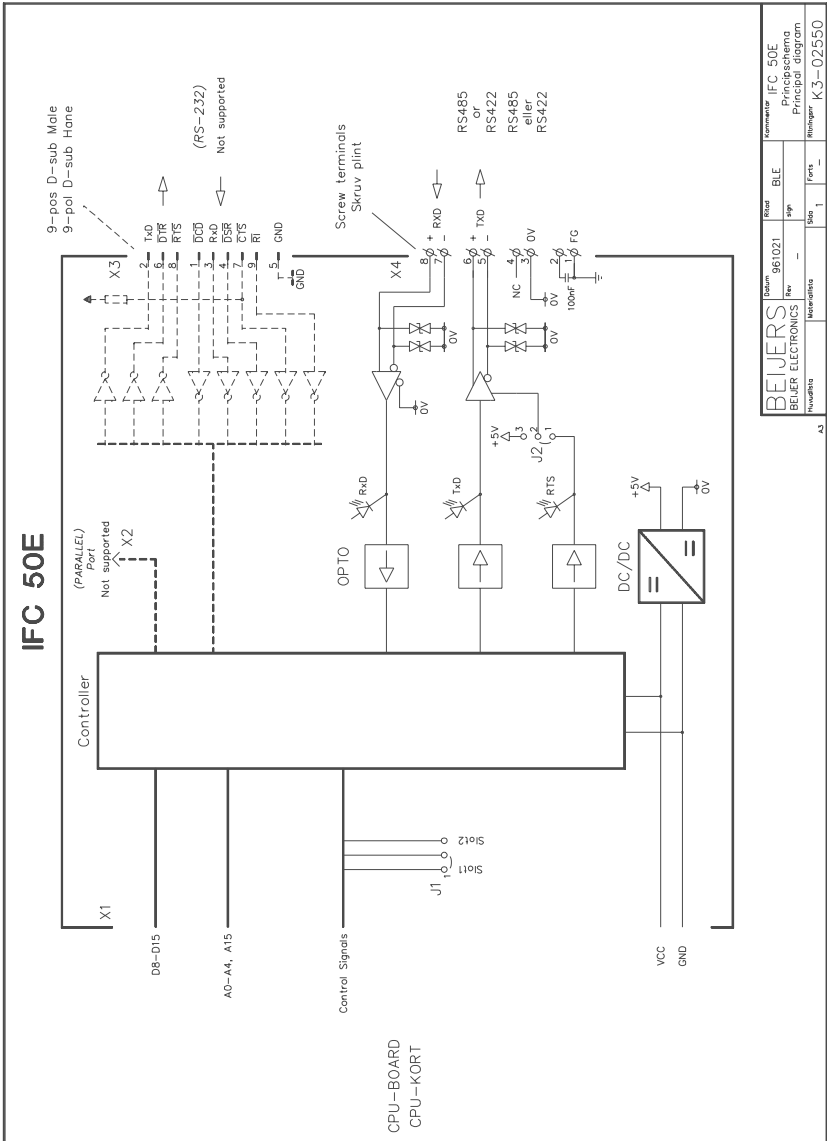 IFC 50E
X1
D8-D15
A0-A4, A15
Control Signals
CPU-BOARD
CPU-KORT
VCC
GND
J1
1
Slot1
Slot2
Controller
(PARALLEL)
Port
Not supported
X2
OPTO
RxD
TxD
RTS
DC/DC
+5V
0V
+5V
3
2
1
J2
0V
0V
0V
X3
9-pos D-sub Male
9-pol D-sub Hane
2 TxD
6 DTR
8 RTS
1 DCD
3 RxD
4 DSR
7 CTS
9 RI
5 GND
GND
(RS-232)
Not supported
Screw terminals
Skruv plint
X4
8 +
RXD
7 -
6 +
TXD
5 -
NC 4
0V 3 0V
2
1 FG
100nF
RS485
or
RS422
RS485
eller
RS422
BEIJERS
BEIJER ELECTRONICS
Datum
961021
Ritad
BLE
Kommentar
IFC 50E
Principschema
Principal diagram
Rev
-
sign
Huvudlista
Materiallista
Sida
1
Forts
-
Ritningsnr
K3-02550
A3